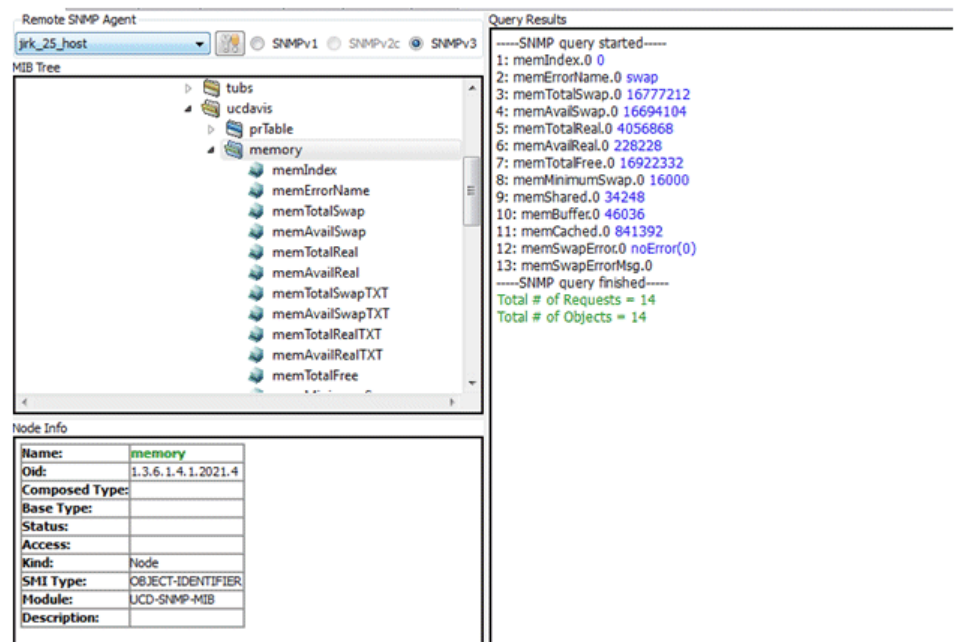 Remote SNMP Agent
jirk_25_host
SNMPv1
SNMPv2c
SNMPv3
MIB Tree
tubs
ucdavis
prTable
memory
memIndex
memErrorName
memTotalSwap
memAvailSwap
memTotalReal
memAvailReal
memTotalSwapTXT
memAvailSwapTXT
memTotalRealTXT
memAvailRealTXT
memTotalFree
Node Info
Name: memory
Oid: 1.3.6.1.4.1.2021.4
Composed Type:
Base Type:
Status:
Access:
Kind: Node
SMI Type: OBJECT-IDENTIFIER
Module: UCD-SNMP-MIB
Description:
Query Results
-----SNMP query started-----
1: memIndex.0 0
2: memErrorName.0 swap
3: memTotalSwap.0 16777212
4: memAvailSwap.0 16694104
5: memTotalReal.0 4056868
6: memAvailReal.0 228228
7: memTotalFree.0 16922332
8: memMinimumSwap.0 16000
9: memShared.0 34248
10: memBuffer.0 46036
11: memCached.0 841392
12: memSwapError.0 noError(0)
13: memSwapErrorMsg.0
-----SNMP query finished-----
Total # of Requests = 14
Total # of Objects = 14